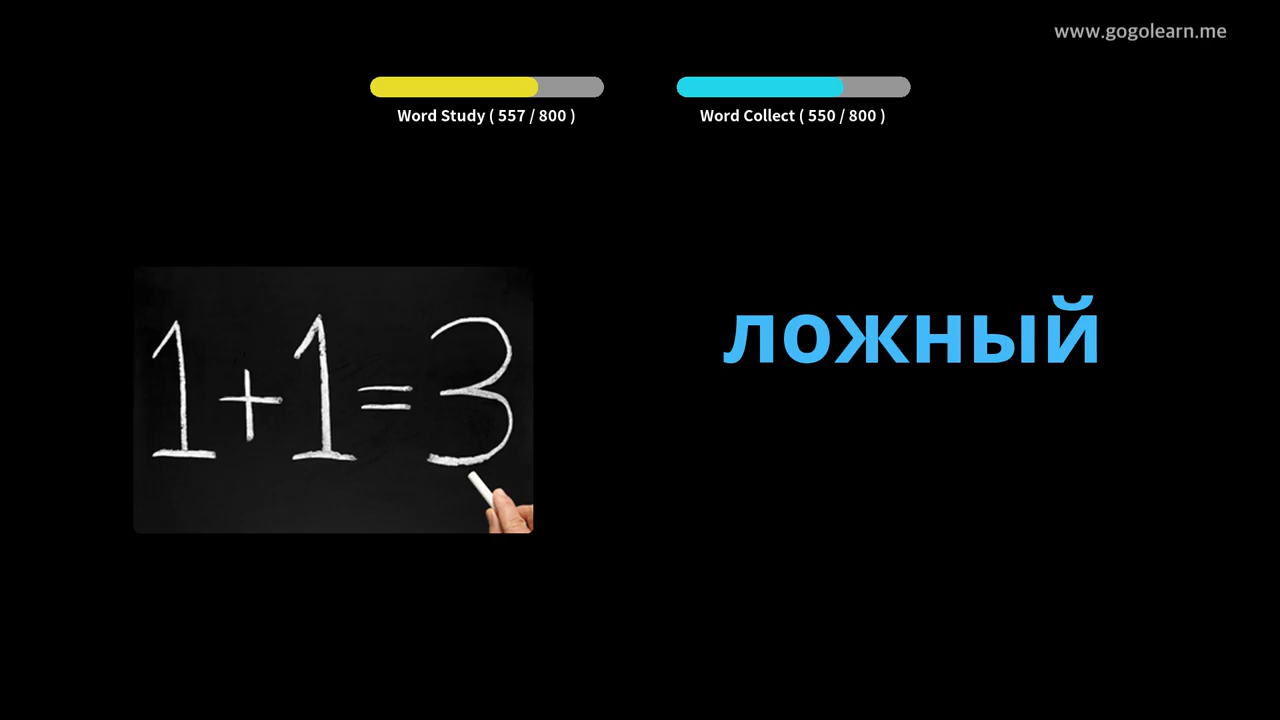 www.gogolearn.me
Word Study ( 557 / 800 )
Word Collect ( 550 / 800 )
1+1=3
ложный